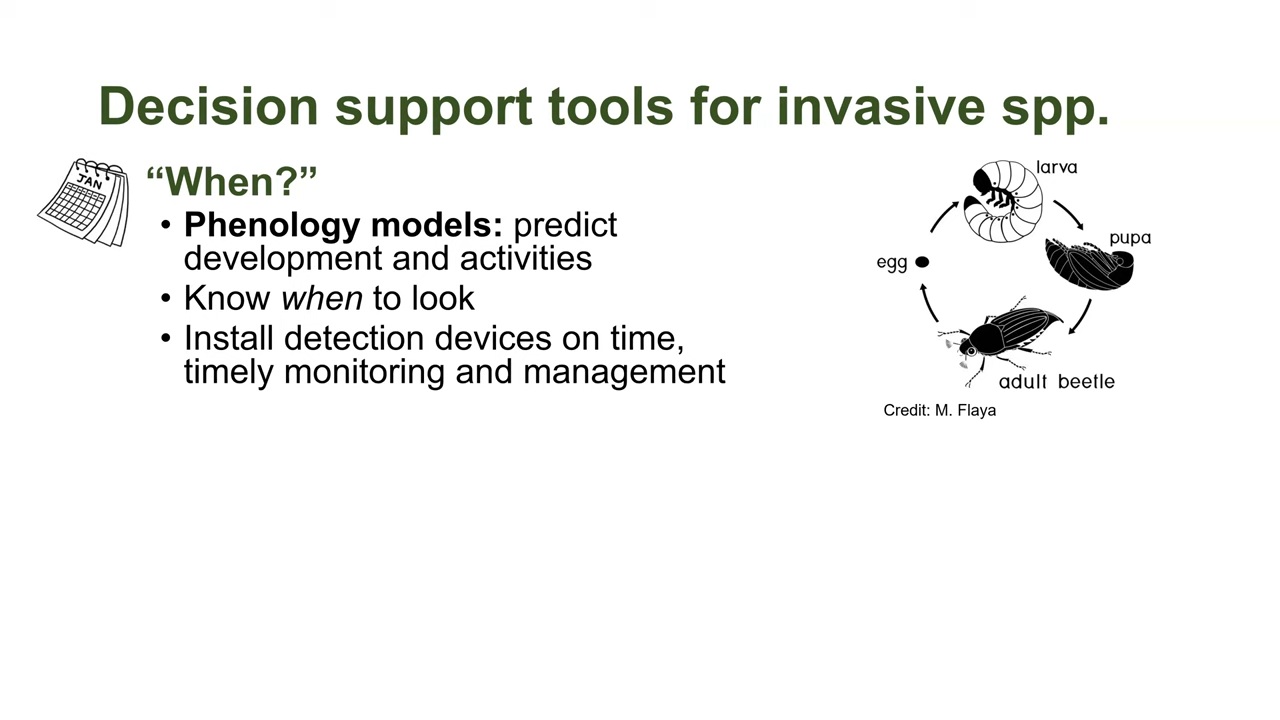 Decision support tools for invasive spp.
JAN
“When?”
• Phenology models: predict
development and activities
• Know when to look
• Install detection devices on time,
timely monitoring and management
larva
pupa
egg
adult beetle
Credit: M. Flaya